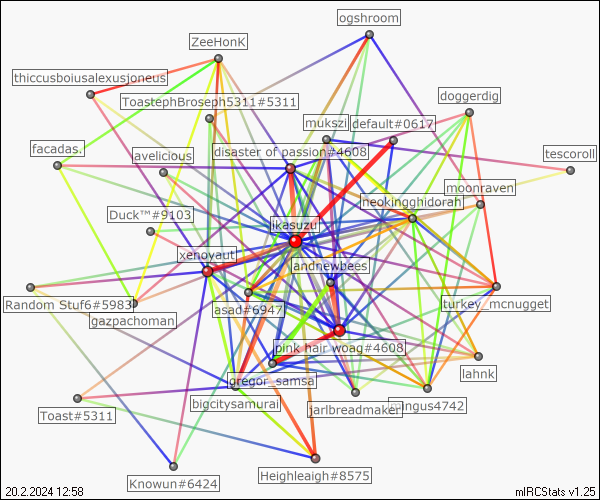 ogshroom
ZeeHonK
thiccusboiusalexusjoneus
ToastephBroseph5311#5311
doggerdig
mukszi
default#0617
facadas.
avelicious
disaster of passion#4608
tescoroll
moonraven
neokingghidorah
Duck™#9103
ikasuzu
xenovaut
andnewbees
Random Stuf6#5983
asad#6947
turkey_mcnugget
gazpachoman
pink hair woag#4608
lahnk
gregor_samsa
bigcitysamurai
jarlbreadmaker
mingus4742
Toast#5311
Heighleaigh#8575
Knowun#6424
20.2.2024 12:58
mIRCStats v1.25